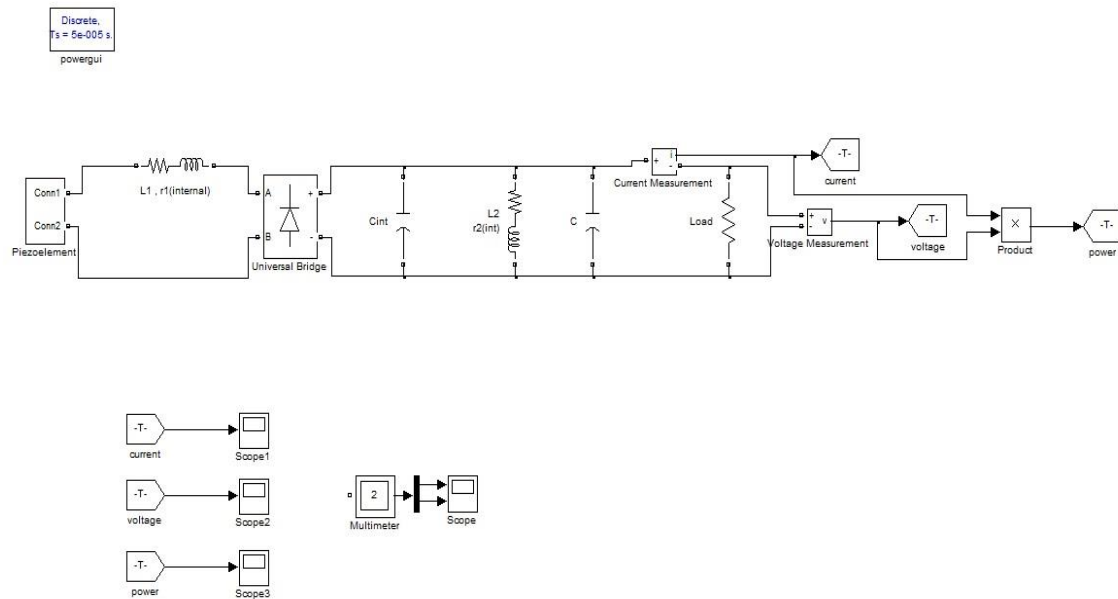 Discrete,
Ts = 5e-005 s.
powergui
Conn1
Conn2
Piezoelement
L1 , r1(internal)
A
B
+
-
Universal Bridge
Cint
L2
r2(int)
C
+
i
-
Current Measurement
Load
-T-
current
+
-
v
Voltage Measurement
-T-
voltage
X
Product
-T-
power
-T-
current
Scope1
-T-
voltage
Scope2
-T-
power
Scope3
2
Multimeter
Scope